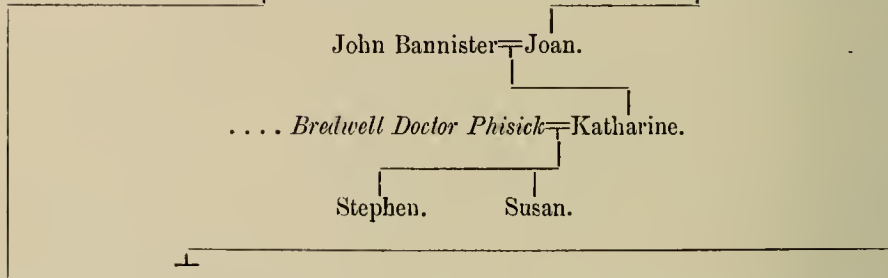 John Bannister=Joan.
.... Bredwell Doctor Phisick=Katharine.
Stephen. Susan.